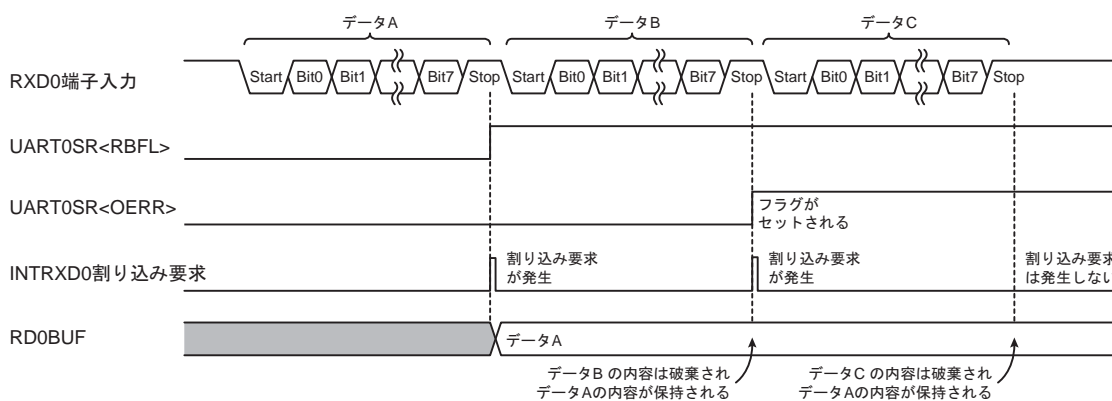 データA データB データC
RXD0端子入力 Start Bit0 Bit1 Bit7 Stop Start Bit0 Bit1 Bit7 Stop Start Bit0 Bit1 Bit7 Stop
UART0SR<RBFL>
UART0SR<OERR>
フラグが
セットされる
INTRXD0割り込み要求
割り込み要求
が発生
割り込み要求
が発生
割り込み要求
は発生しない
RD0BUF
データA
データB の内容は破棄され
データAの内容が保持される
データC の内容は破棄され
データAの内容が保持される